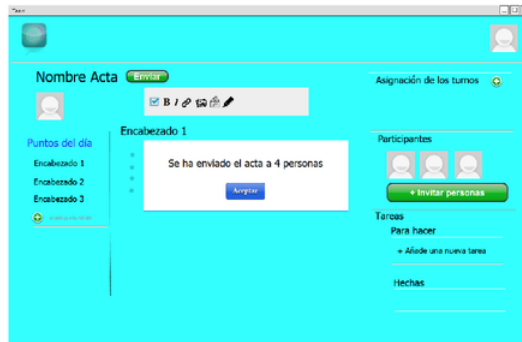 Nombre Acta
Enviar
B I
Asignación de los turnos
Encabezado 1
Puntos del día
Encabezado 1
Encabezado 2
Encabezado 3
Se ha enviado el acta a 4 personas
Aceptar
Participantes
+ Invitar personas
Tareas
Para hacer
+ Añade una nueva tarea
Hechas